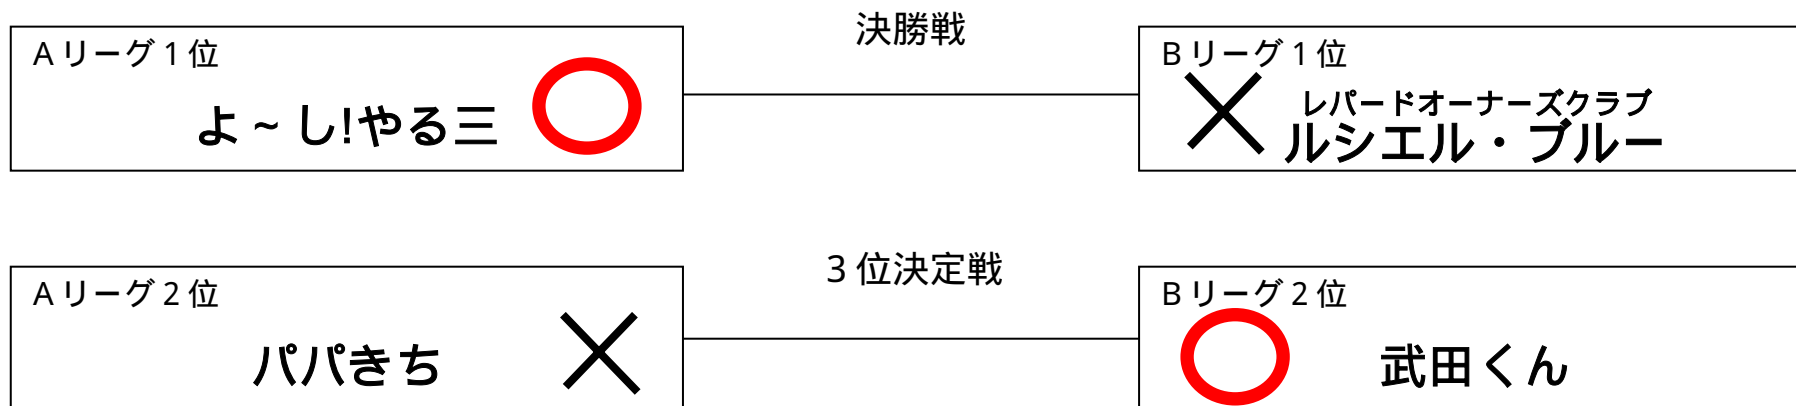 決勝戦
Aリーグ1位
よ~し!やる三
Bリーグ1位
レパードオーナーズクラブ
ルシエル・ブルー
3位決定戦
Aリーグ2位
パパきち
Bリーグ2位
武田くん